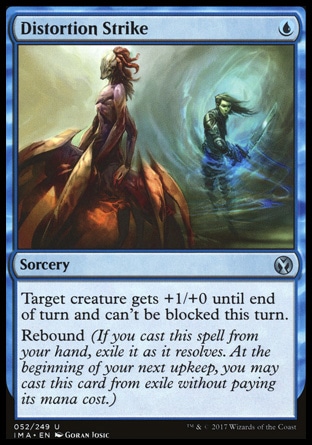 Distortion Strike
Sorcery
Target creature gets +1/+0 until end
of turn and can't be blocked this turn.
Rebound (If you cast this spell from
your hand, exile it as it resolves. At the
beginning of your next upkeep, you may
cast this card from exile without paying
its mana cost.)
052/249 U
IMA • EN Goran Josic
™ & © 2017 Wizards of the Coast